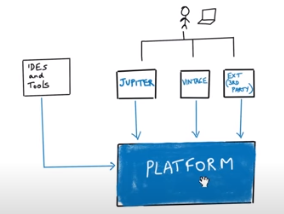 IDEs
and
Tools
JUPITER
VINTAGE
EXT
(3RD
PARTY)
PLATFORM